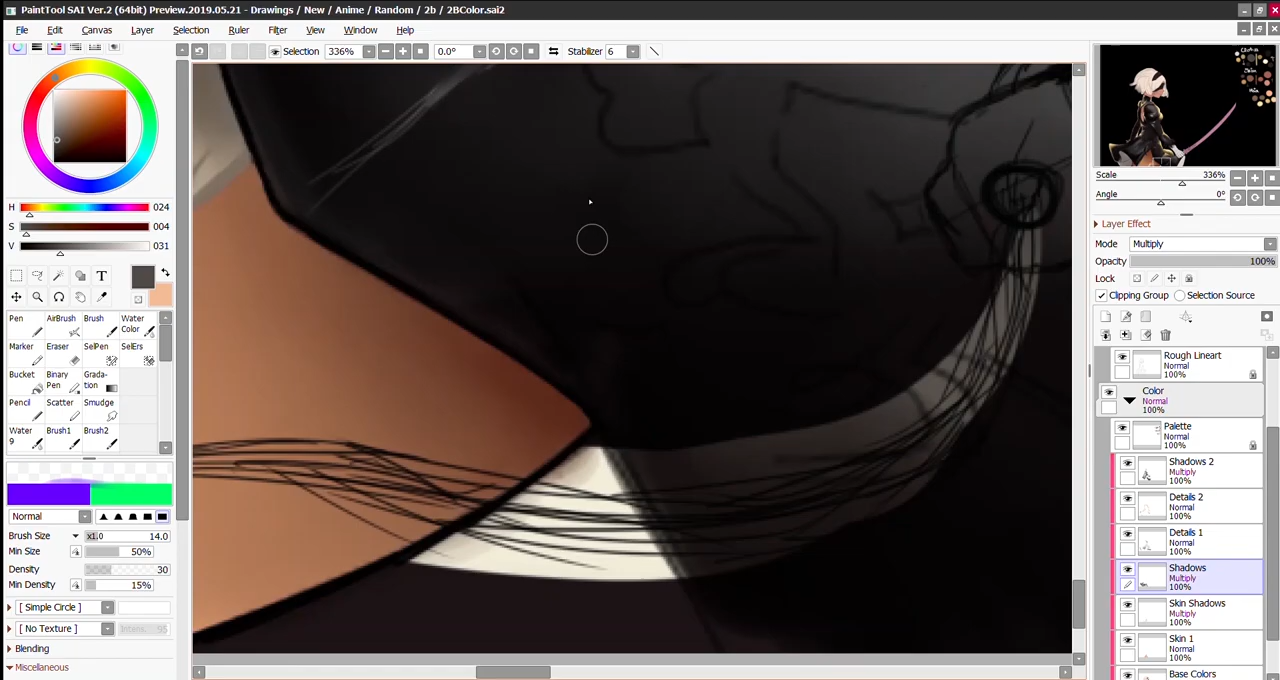 PaintTool SAI Ver.2 (64bit) Preview.2019.05.21 - Drawings / New / Anime / Random / 2b / 2BColor.sai2
File Edit Canvas Layer Selection Ruler Filter View Window Help
Selection 336% 0.0° Stabilizer 6
H 024
S 004
V 031
T
Pen AirBrush Brush Water Color
Marker Eraser SelPen SelErs
Bucket Binary Pen Gradation
Pencil Scatter Smudge
Water 9 Brush1 Brush2
Normal
Brush Size x1.0 14.0
Min Size 50%
Density 30
Min Density 15%
[ Simple Circle ]
[ No Texture ] Intens. 95
Blending
Miscellaneous
Scale 336%
Angle 0°
Layer Effect
Mode Multiply
Opacity 100%
Lock
Clipping Group Selection Source
Rough Lineart
Normal
100%
Color
Normal
100%
Palette
Normal
100%
Shadows 2
Multiply
100%
Details 2
Normal
100%
Details 1
Normal
100%
Shadows
Multiply
100%
Skin Shadows
Multiply
100%
Skin 1
Normal
100%
Base Colors